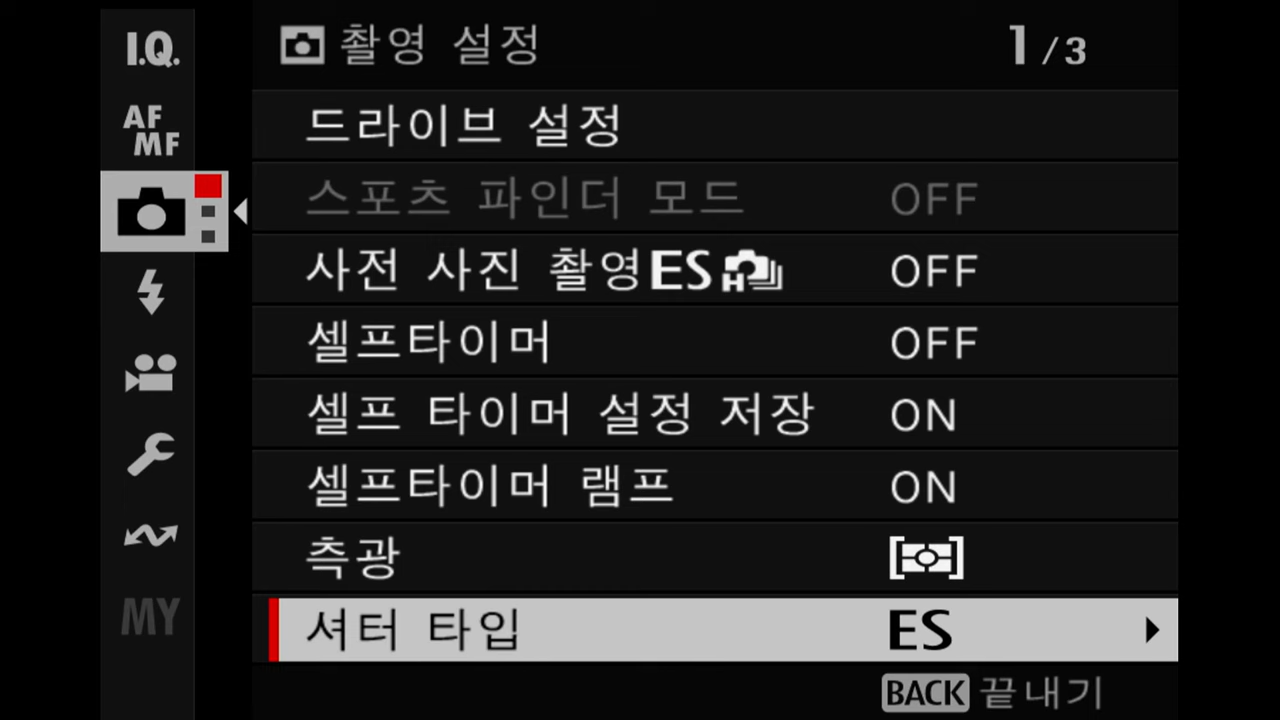 I.Q.
촬영 설정 1/3
AF
MF
드라이브 설정
스포츠 파인더 모드 OFF
사전 사진 촬영ES H OFF
셀프타이머 OFF
셀프 타이머 설정 저장 ON
셀프타이머 램프 ON
측광
MY
셔터 타입 ES
BACK 끝내기